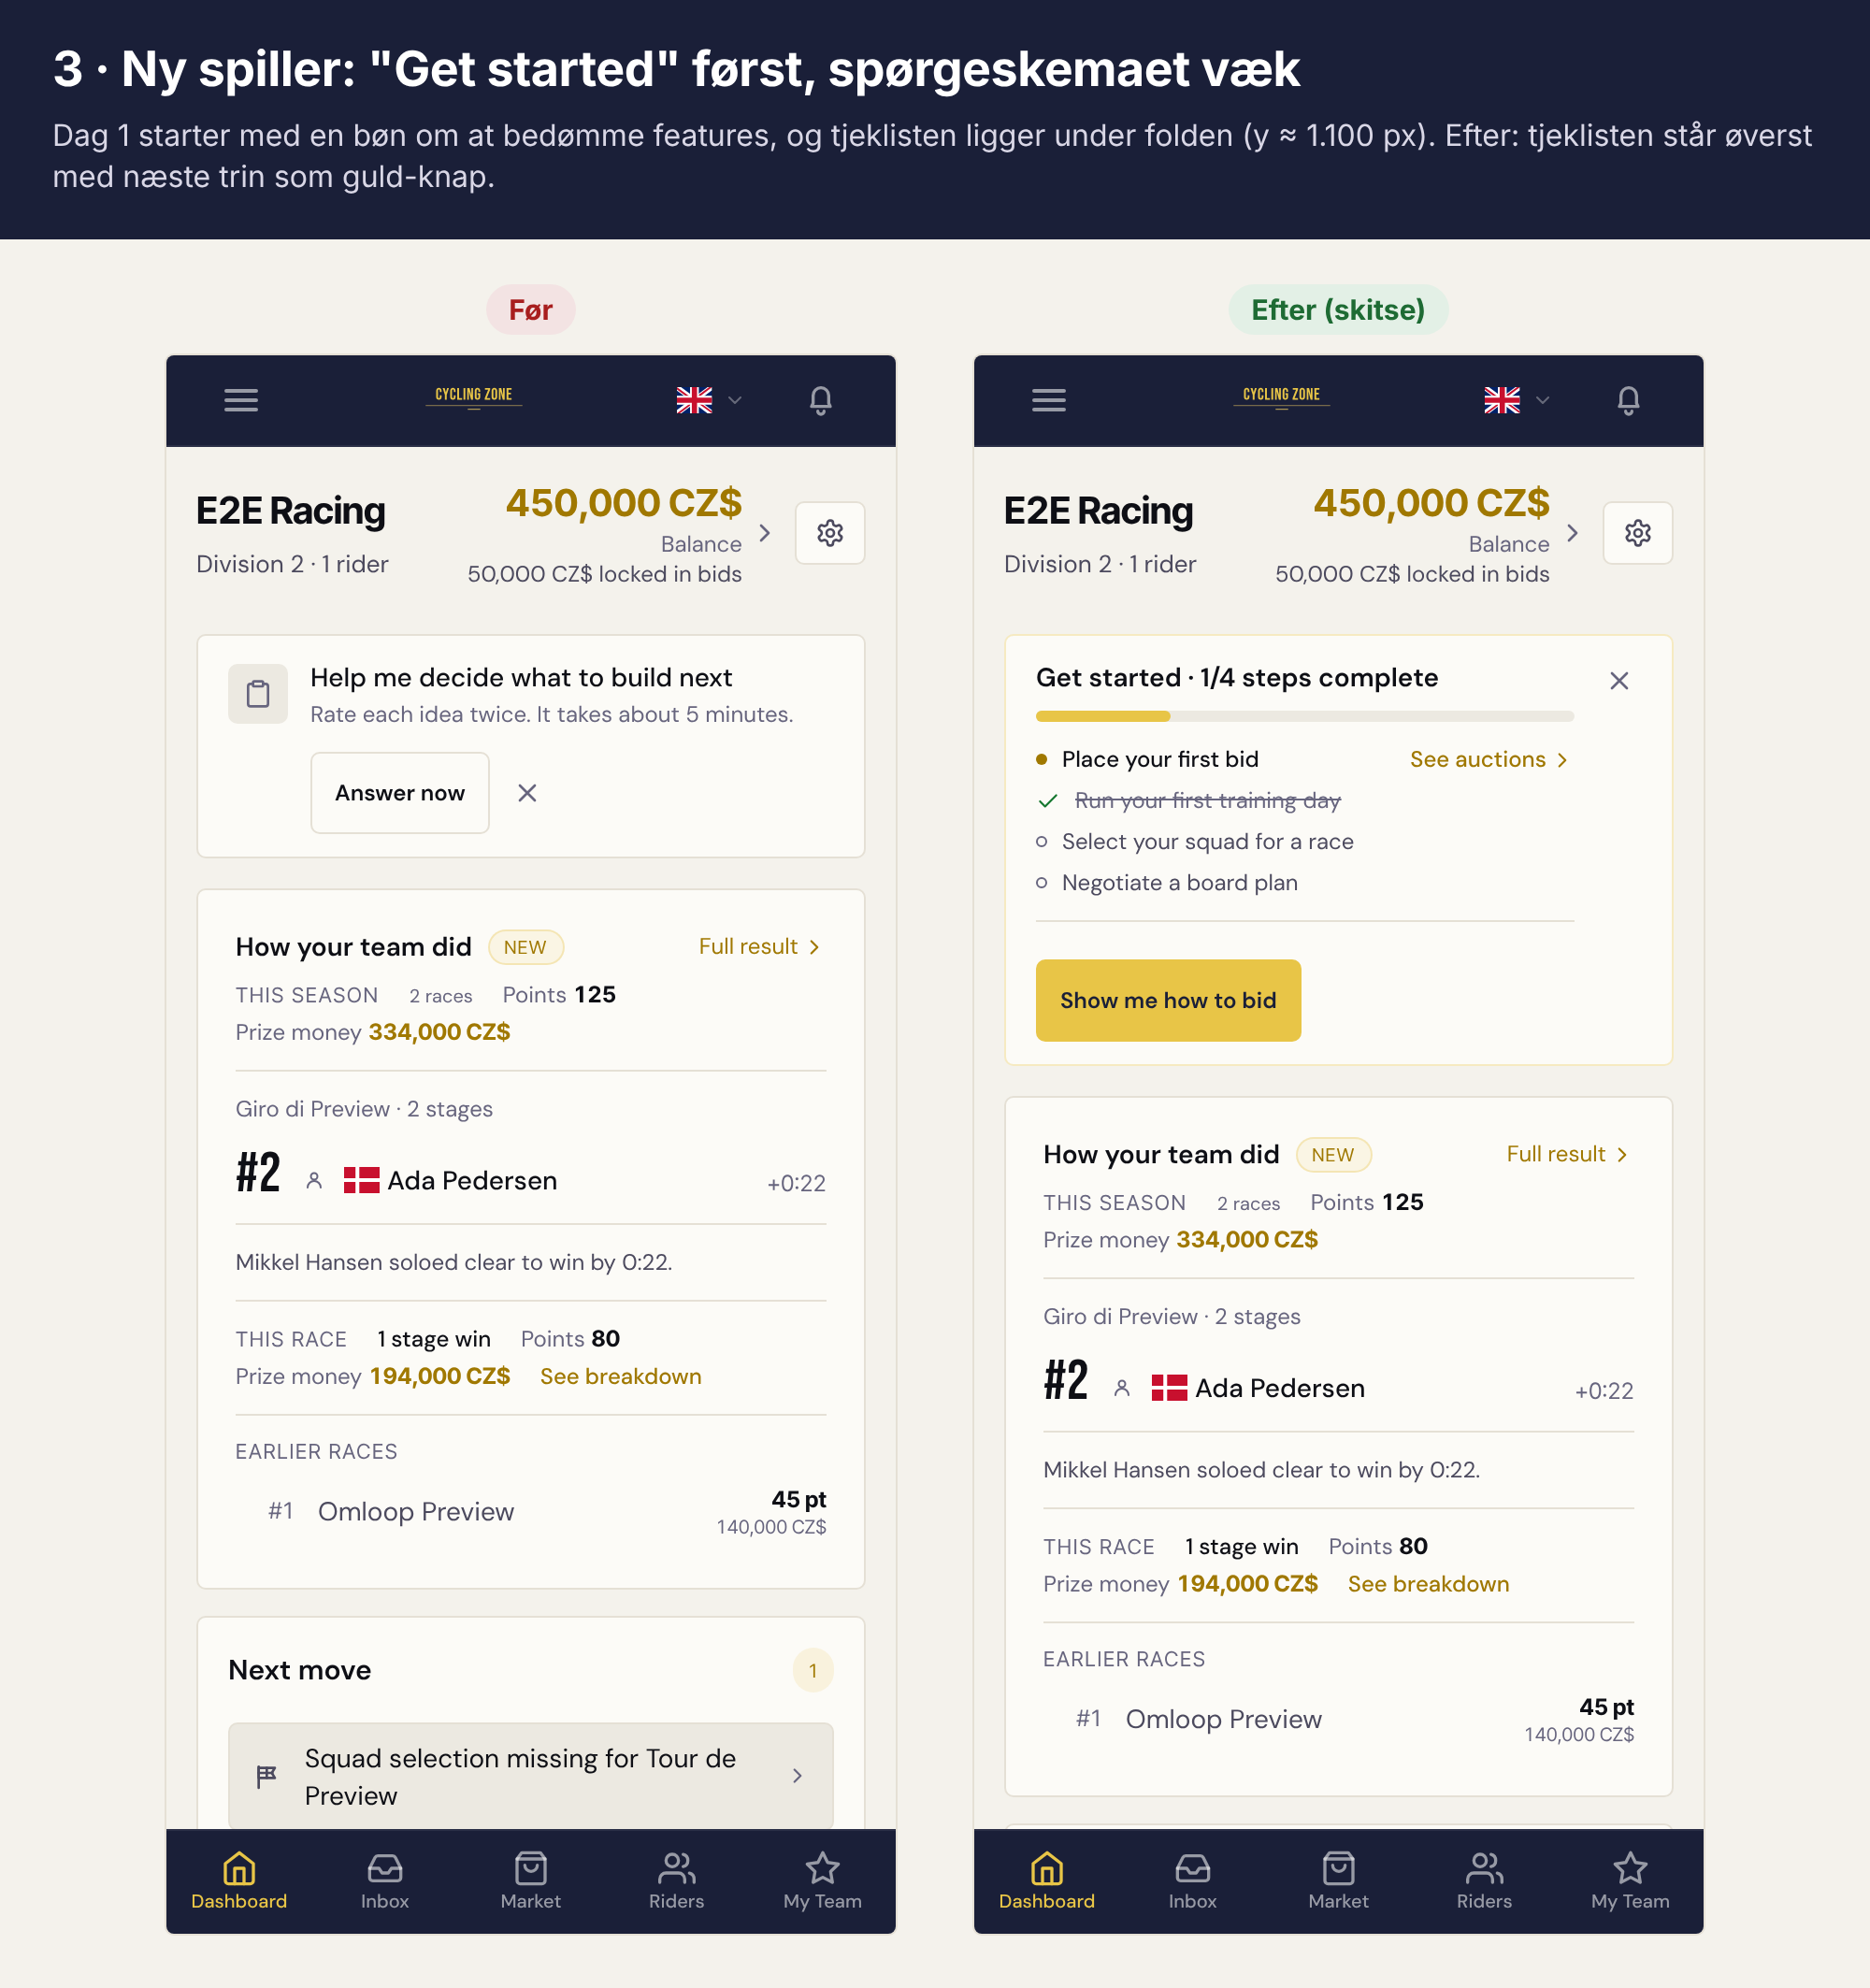 3 · Ny spiller: "Get started" først, spørgeskemaet væk
Dag 1 starter med en bøn om at bedømme features, og tjeklisten ligger under folden (y ≈ 1.100 px). Efter: tjeklisten står øverst
med næste trin som guld-knap.
Før
CYCLING ZONE
E2E Racing
Division 2 · 1 rider
450,000 CZ$
Balance
50,000 CZ$ locked in bids
Help me decide what to build next
Rate each idea twice. It takes about 5 minutes.
Answer now
How your team did NEW Full result
THIS SEASON 2 races Points 125
Prize money 334,000 CZ$
Giro di Preview · 2 stages
#2 Ada Pedersen +0:22
Mikkel Hansen soloed clear to win by 0:22.
THIS RACE 1 stage win Points 80
Prize money 194,000 CZ$ See breakdown
EARLIER RACES
#1 Omloop Preview 45 pt
140,000 CZ$
Next move 1
Squad selection missing for Tour de
Preview
Dashboard Inbox Market Riders My Team
Efter (skitse)
CYCLING ZONE
E2E Racing
Division 2 · 1 rider
450,000 CZ$
Balance
50,000 CZ$ locked in bids
Get started · 1/4 steps complete
Place your first bid See auctions
Run your first training day
Select your squad for a race
Negotiate a board plan
Show me how to bid
How your team did NEW Full result
THIS SEASON 2 races Points 125
Prize money 334,000 CZ$
Giro di Preview · 2 stages
#2 Ada Pedersen +0:22
Mikkel Hansen soloed clear to win by 0:22.
THIS RACE 1 stage win Points 80
Prize money 194,000 CZ$ See breakdown
EARLIER RACES
#1 Omloop Preview 45 pt
140,000 CZ$
Dashboard Inbox Market Riders My Team